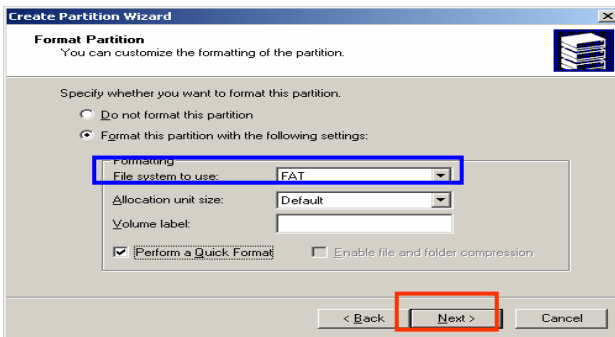 Create Partition Wizard
Format Partition
You can customize the formatting of the partition.
Specify whether you want to format this partition.
Do not format this partition
Format this partition with the following settings:
Formatting
File system to use: FAT
Allocation unit size: Default
Volume label:
Perform a Quick Format Enable file and folder compression
< Back Next > Cancel